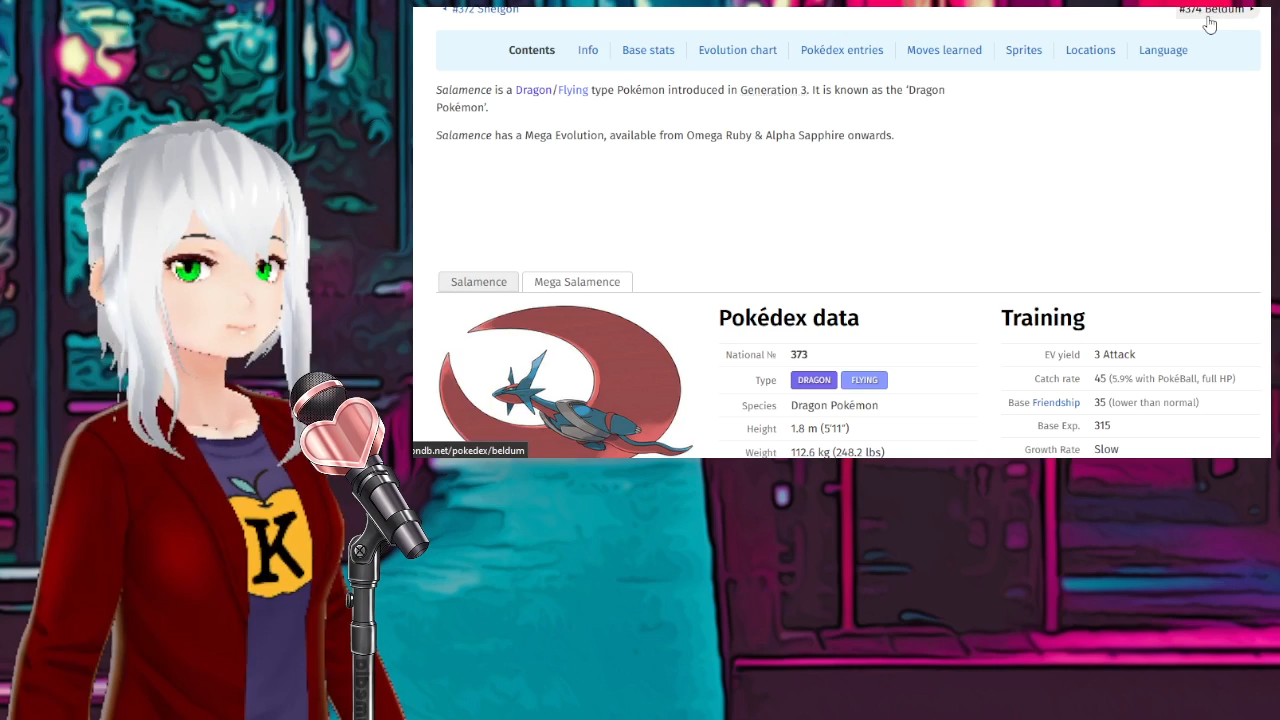 #372 Shelgon
#374 Beldum
Contents Info Base stats Evolution chart Pokédex entries Moves learned Sprites Locations Language
Salamence is a Dragon/Flying type Pokémon introduced in Generation 3. It is known as the ‘Dragon
Pokémon’.
Salamence has a Mega Evolution, available from Omega Ruby & Alpha Sapphire onwards.
Salamence Mega Salamence
Pokédex data
National № 373
Type DRAGON FLYING
Species Dragon Pokémon
Height 1.8 m (5′11″)
Weight 112.6 kg (248.2 lbs)
Training
EV yield 3 Attack
Catch rate 45 (5.9% with PokéBall, full HP)
Base Friendship 35 (lower than normal)
Base Exp. 315
Growth Rate Slow
ondb.net/pokedex/beldum
K